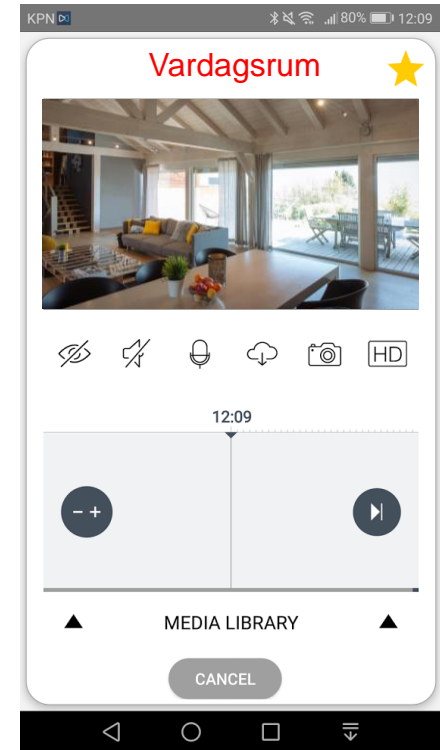 KPN 80% 12:09
Vardagsrum
HD
12:09
- +
MEDIA LIBRARY
CANCEL